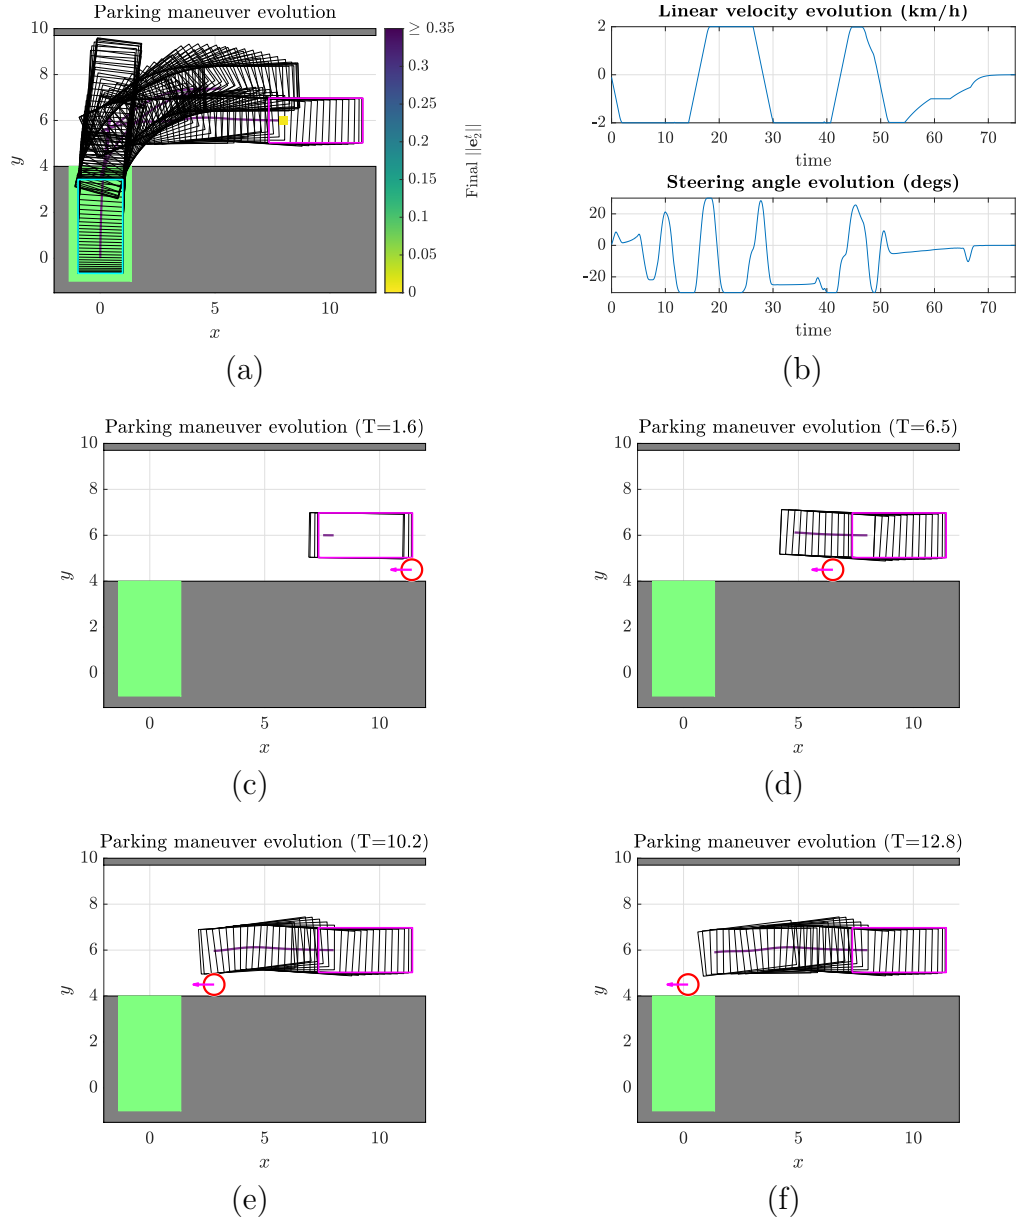 Parking maneuver evolution
10
8
6
4
2
0
y
0
5
10
x
≥ 0.35
0.3
0.25
0.2
0.15
0.1
0.05
0
Final ||e₂ᵗ||
(a)
Linear velocity evolution (km/h)
2
0
-2
0
10
20
30
40
50
60
70
time
Steering angle evolution (degs)
20
0
-20
0
10
20
30
40
50
60
70
time
(b)
Parking maneuver evolution (T=1.6)
10
8
6
4
2
0
y
0
5
10
x
(c)
Parking maneuver evolution (T=6.5)
10
8
6
4
2
0
y
0
5
10
x
(d)
Parking maneuver evolution (T=10.2)
10
8
6
4
2
0
y
0
5
10
x
(e)
Parking maneuver evolution (T=12.8)
10
8
6
4
2
0
y
0
5
10
x
(f)